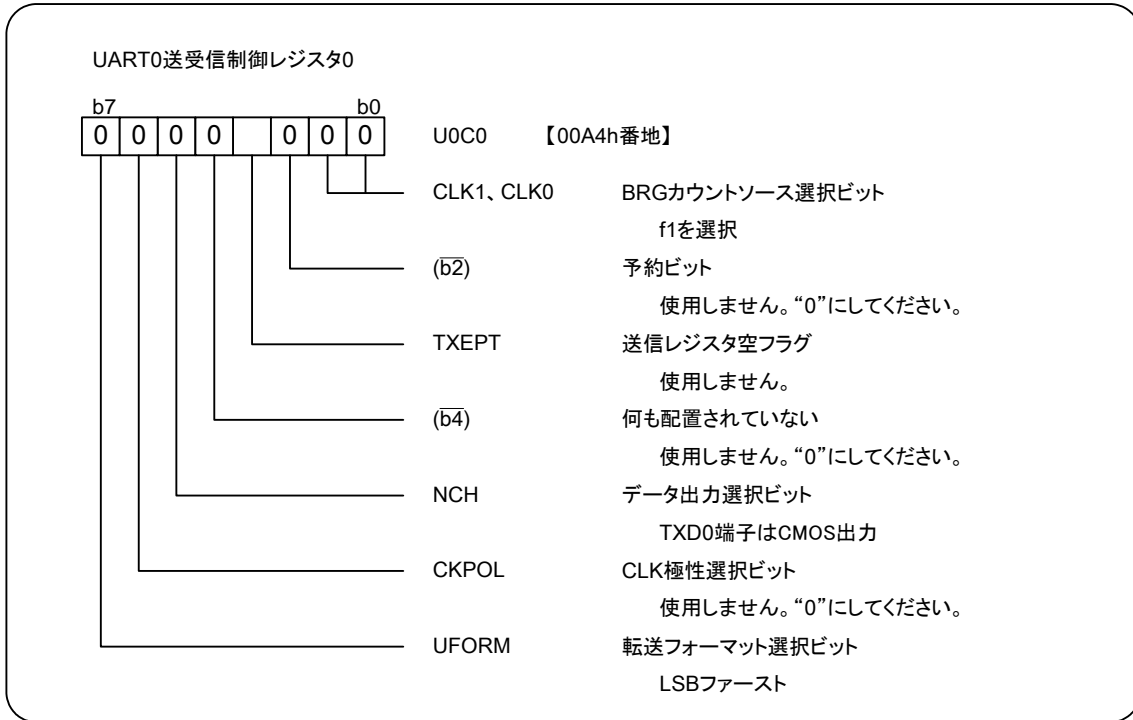 UART0送受信制御レジスタ0
b7 b0
0 0 0 0 0 0 0 U0C0 【00A4h番地】
CLK1、CLK0 BRGカウントソース選択ビット
f1を選択
(b2) 予約ビット
使用しません。“0”にしてください。
TXEPT 送信レジスタ空フラグ
使用しません。
(b4) 何も配置されていない
使用しません。“0”にしてください。
NCH データ出力選択ビット
TXD0端子はCMOS出力
CKPOL CLK極性選択ビット
使用しません。“0”にしてください。
UFORM 転送フォーマット選択ビット
LSBファースト